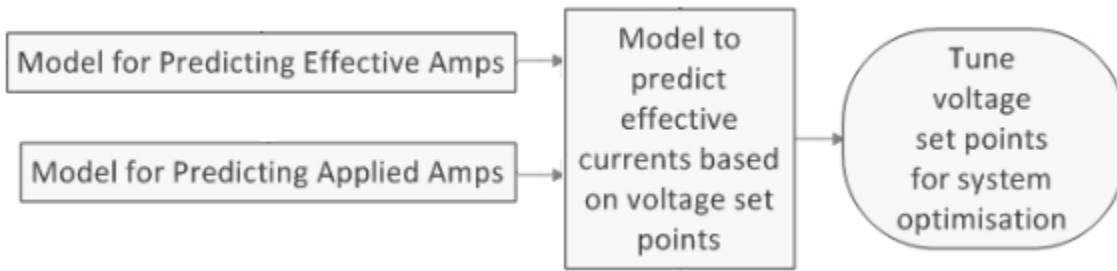 Model for Predicting Effective Amps
Model for Predicting Applied Amps
Model to
predict
effective
currents based
on voltage set
points
Tune
voltage
set points
for system
optimisation